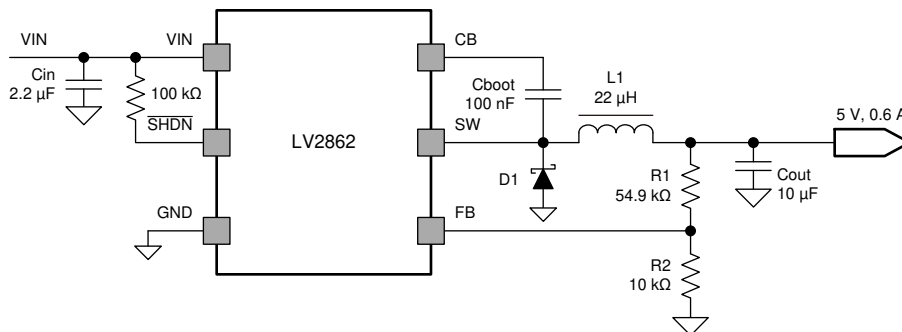 VIN
VIN
CB
Cin
2.2 µF
100 kΩ
SHDN
Cboot
100 nF
L1
22 µH
SW
LV2862
5 V, 0.6 A
D1
R1
54.9 kΩ
Cout
10 µF
GND
FB
R2
10 kΩ